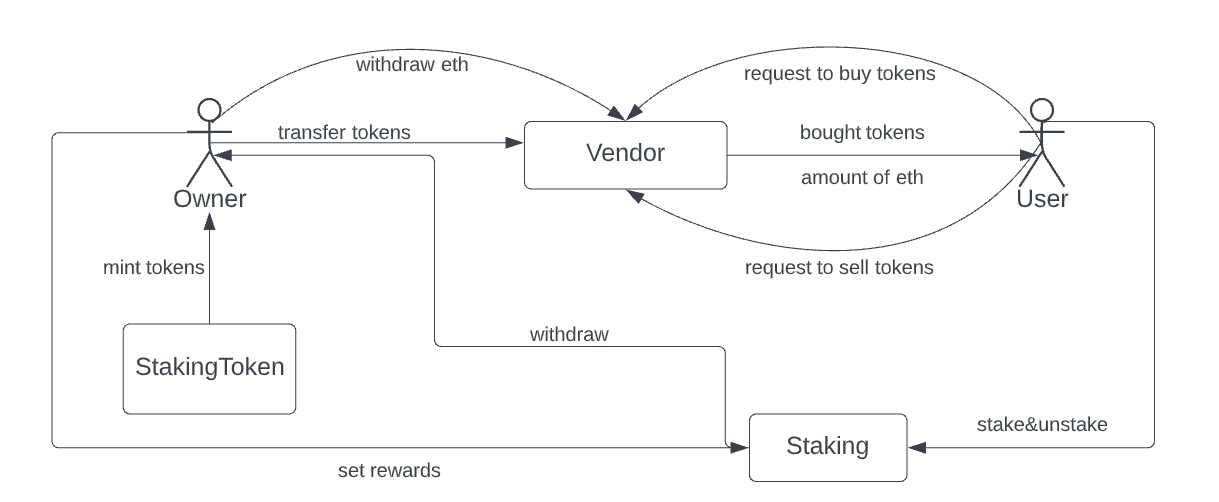 withdraw eth
request to buy tokens
transfer tokens
bought tokens
Vendor
amount of eth
Owner
User
mint tokens
request to sell tokens
withdraw
StakingToken
stake&unstake
Staking
set rewards